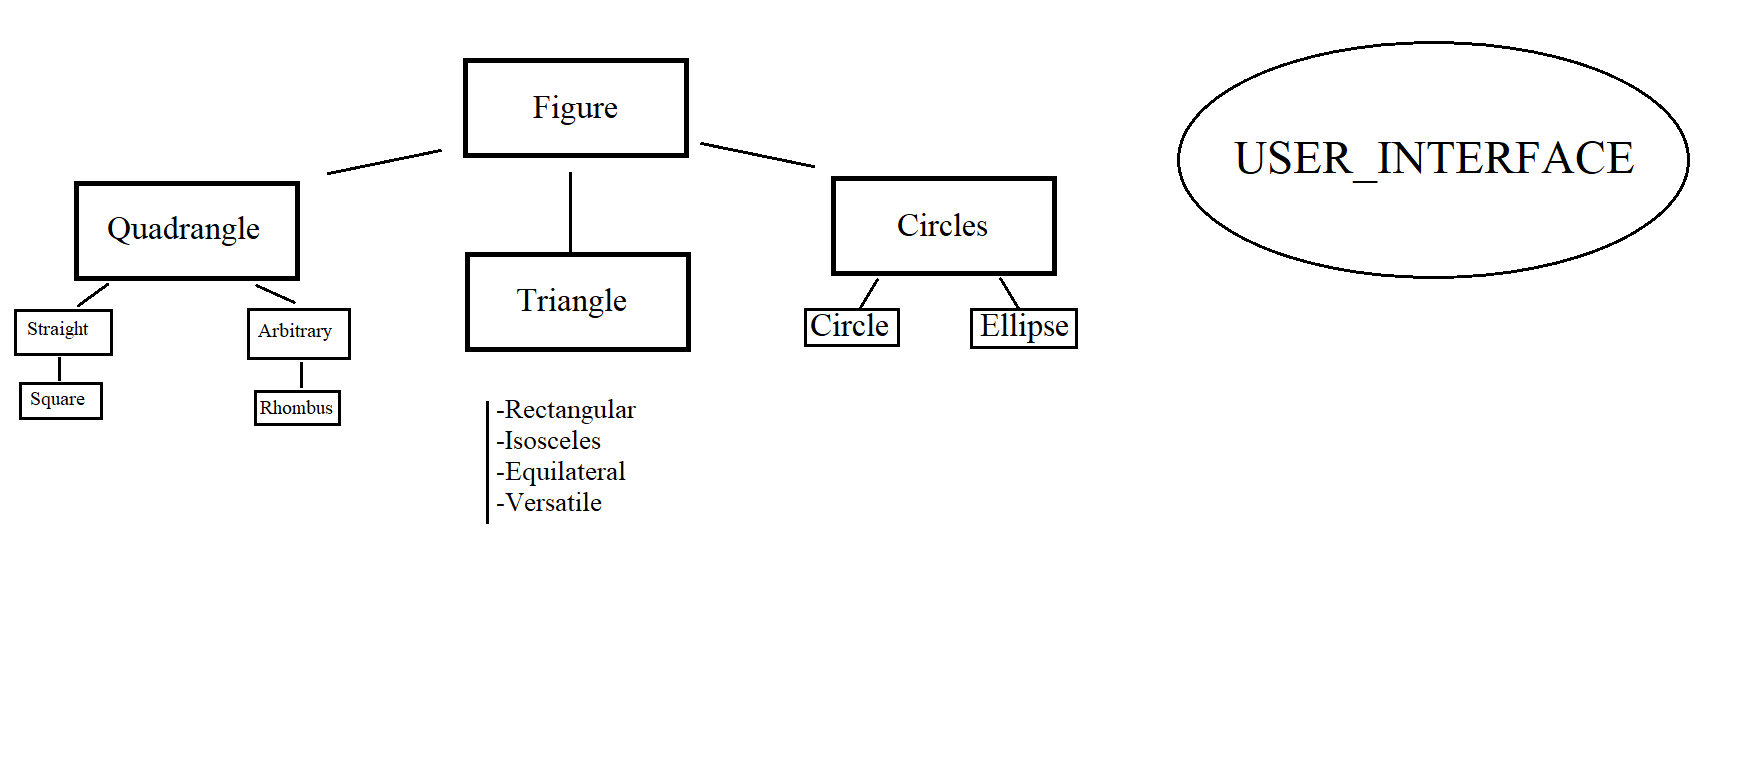 Figure
USER_INTERFACE
Quadrangle
Circles
Triangle
Straight
Arbitrary
Circle
Ellipse
Square
Rhombus
-Rectangular
-Isosceles
-Equilateral
-Versatile